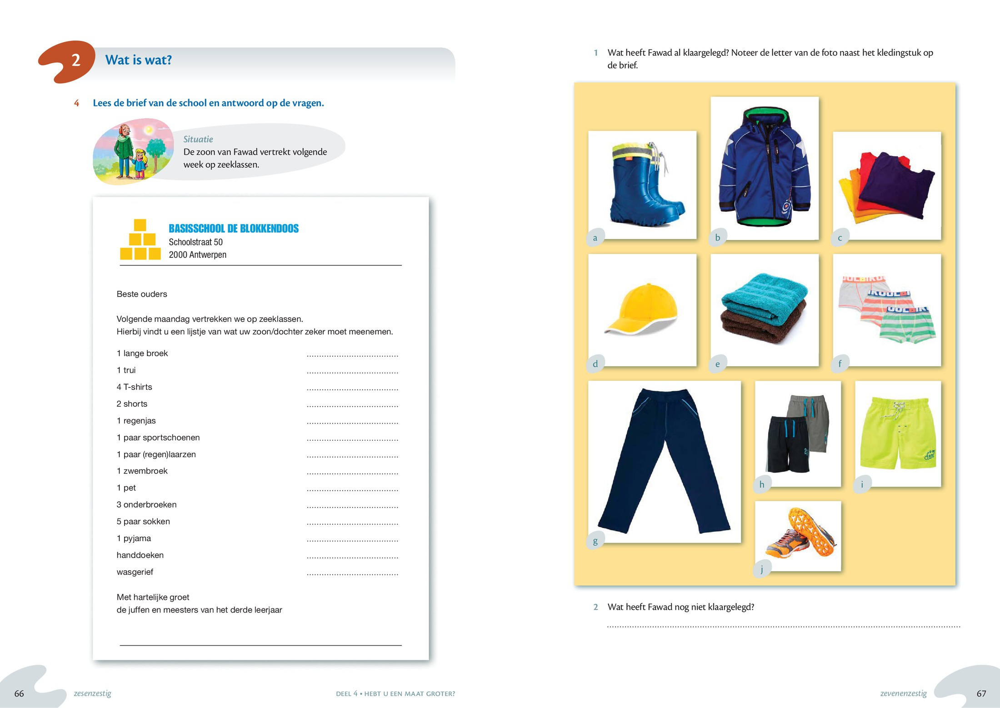 2
Wat is wat?
4 Lees de brief van de school en antwoord op de vragen.
Situatie
De zoon van Fawad vertrekt volgende
week op zeeklassen.
BASISSCHOOL DE BLOKKENDOOS
Schoolstraat 50
2000 Antwerpen
Beste ouders
Volgende maandag vertrekken we op zeeklassen.
Hierbij vindt u een lijstje van wat uw zoon/dochter zeker moet meenemen.
1 lange broek ......................................
1 trui ......................................
4 T-shirts ......................................
2 shorts ......................................
1 regenjas ......................................
1 paar sportschoenen ......................................
1 paar (regen)laarzen ......................................
1 zwembroek ......................................
1 pet ......................................
3 onderbroeken ......................................
5 paar sokken ......................................
1 pyjama ......................................
handdoeken ......................................
wasgerief ......................................
Met hartelijke groet
de juffen en meesters van het derde leerjaar
66
zesenzestig
DEEL 4 • HEBT U EEN MAAT GROTER?
1 Wat heeft Fawad al klaargelegd? Noteer de letter van de foto naast het kledingstuk op
de brief.
a
b
c
d
e
f
g
h
i
j
2 Wat heeft Fawad nog niet klaargelegd?
................................................................................
zevenenzestig
67